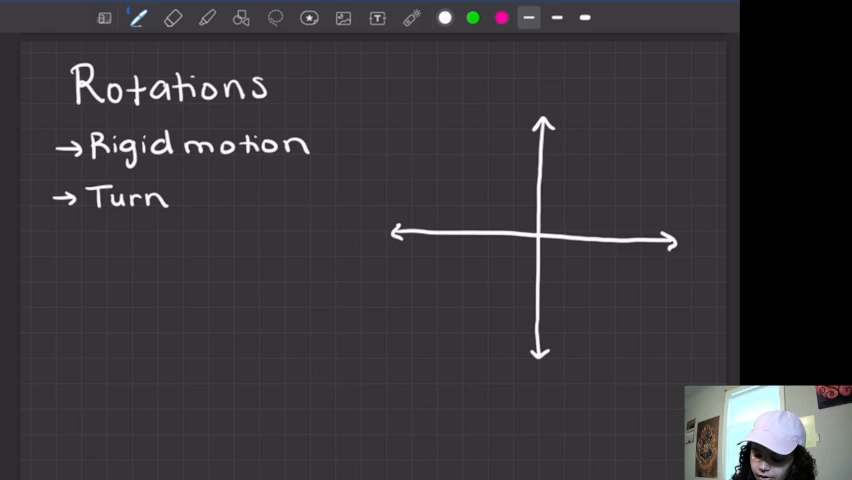 Rotations
→ Rigid motion
→ Turn